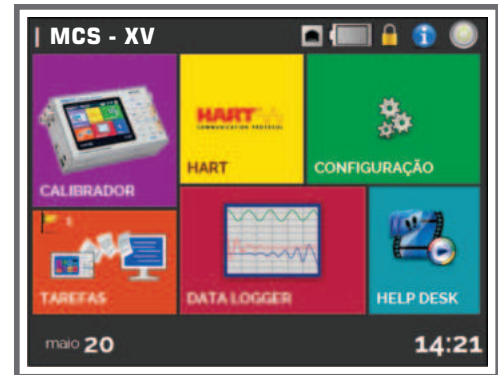 MCS - XV
HART
COMMUNICATION PROTOCOL
HART
CONFIGURAÇÃO
CALIBRADOR
TAREFAS
DATA LOGGER
HELP DESK
maio 20
14:21